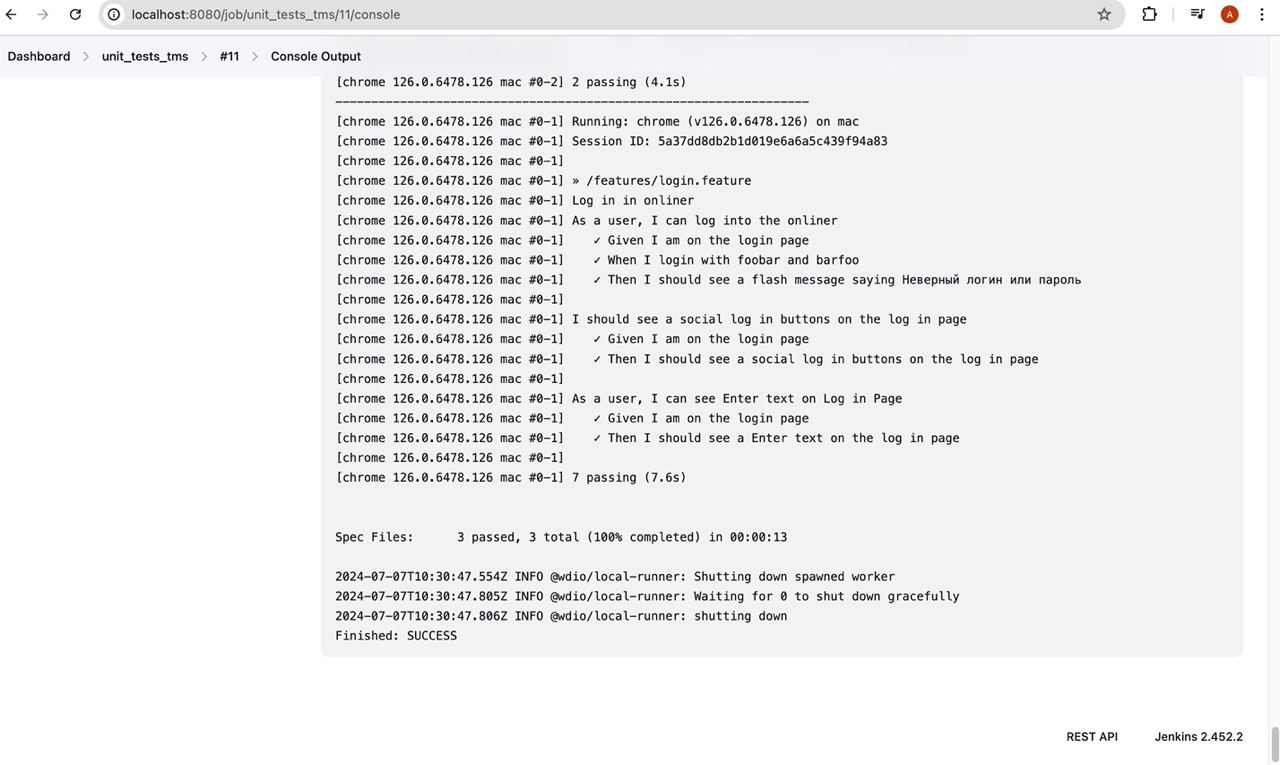 localhost:8080/job/unit_tests_tms/11/console
A
Dashboard > unit_tests_tms > #11 > Console Output
[chrome 126.0.6478.126 mac #0-2] 2 passing (4.1s)
------------------------------------------------------------------
[chrome 126.0.6478.126 mac #0-1] Running: chrome (v126.0.6478.126) on mac
[chrome 126.0.6478.126 mac #0-1] Session ID: 5a37dd8db2b1d019e6a6a5c439f94a83
[chrome 126.0.6478.126 mac #0-1]
[chrome 126.0.6478.126 mac #0-1] » /features/login.feature
[chrome 126.0.6478.126 mac #0-1] Log in in onliner
[chrome 126.0.6478.126 mac #0-1] As a user, I can log into the onliner
[chrome 126.0.6478.126 mac #0-1]    ✓ Given I am on the login page
[chrome 126.0.6478.126 mac #0-1]    ✓ When I login with foobar and barfoo
[chrome 126.0.6478.126 mac #0-1]    ✓ Then I should see a flash message saying Неверный логин или пароль
[chrome 126.0.6478.126 mac #0-1]
[chrome 126.0.6478.126 mac #0-1] I should see a social log in buttons on the log in page
[chrome 126.0.6478.126 mac #0-1]    ✓ Given I am on the login page
[chrome 126.0.6478.126 mac #0-1]    ✓ Then I should see a social log in buttons on the log in page
[chrome 126.0.6478.126 mac #0-1]
[chrome 126.0.6478.126 mac #0-1] As a user, I can see Enter text on Log in Page
[chrome 126.0.6478.126 mac #0-1]    ✓ Given I am on the login page
[chrome 126.0.6478.126 mac #0-1]    ✓ Then I should see a Enter text on the log in page
[chrome 126.0.6478.126 mac #0-1]
[chrome 126.0.6478.126 mac #0-1] 7 passing (7.6s)
Spec Files:      3 passed, 3 total (100% completed) in 00:00:13
2024-07-07T10:30:47.554Z INFO @wdio/local-runner: Shutting down spawned worker
2024-07-07T10:30:47.805Z INFO @wdio/local-runner: Waiting for 0 to shut down gracefully
2024-07-07T10:30:47.806Z INFO @wdio/local-runner: shutting down
Finished: SUCCESS
REST API    Jenkins 2.452.2